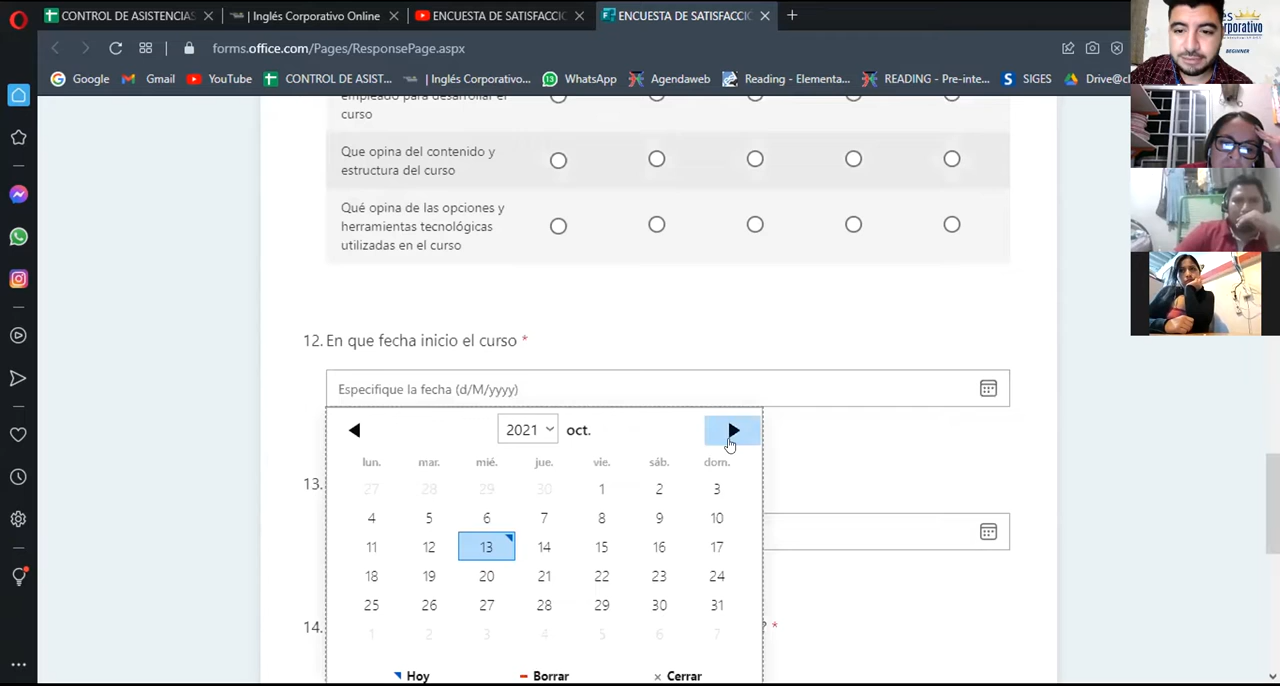 CONTROL DE ASISTENCIAS
| Inglés Corporativo Online
ENCUESTA DE SATISFACCIÓ
ENCUESTA DE SATISFACCIÓ
forms.office.com/Pages/ResponsePage.aspx
Google
Gmail
YouTube
CONTROL DE ASIST...
| Inglés Corporativo...
WhatsApp
Agendaweb
Reading - Elementa...
READING - Pre-inte...
SIGES
Drive@c
BEGINNER
empleado para desarrollar el
curso
Que opina del contenido y
estructura del curso
Qué opina de las opciones y
herramientas tecnológicas
utilizadas en el curso
12. En que fecha inicio el curso *
Especifique la fecha (d/M/yyyy)
2021 oct.
lun. mar. mié. jue. vie. sáb. dom.
27 28 29 30 1 2 3
4 5 6 7 8 9 10
11 12 13 14 15 16 17
18 19 20 21 22 23 24
25 26 27 28 29 30 31
1 2 3 4 5 6 7
Hoy Borrar Cerrar
13.
14. ? *